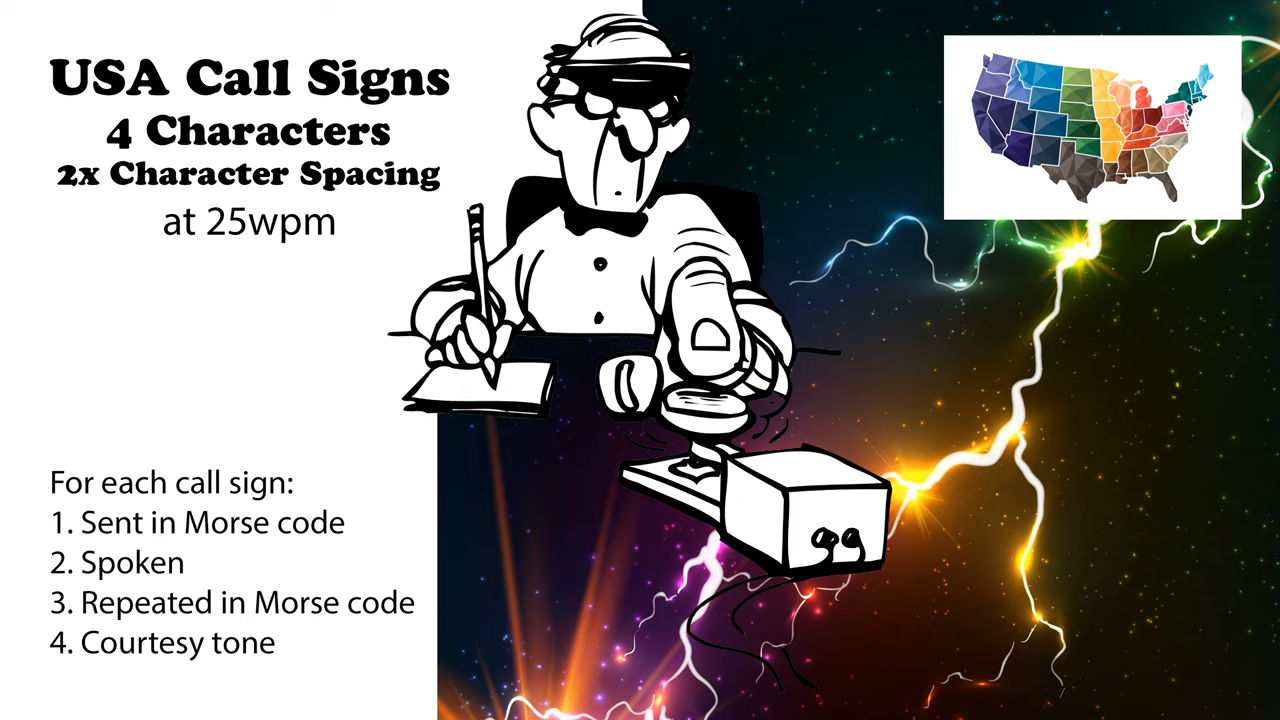 USA Call Signs
4 Characters
2x Character Spacing
at 25wpm
For each call sign:
1. Sent in Morse code
2. Spoken
3. Repeated in Morse code
4. Courtesy tone